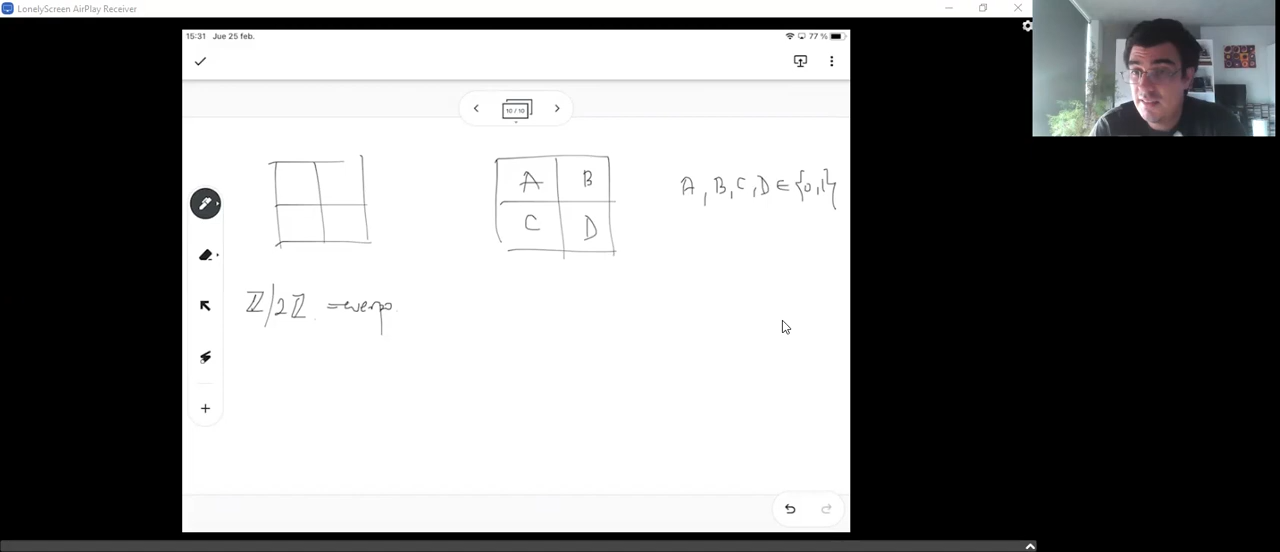 LonelyScreen AirPlay Receiver
15:31 Jue 25 feb.
77 %
10 / 10
A B
C D
A, B, C, D ∈ {0,1}
ℤ/2ℤ = cuerpo.